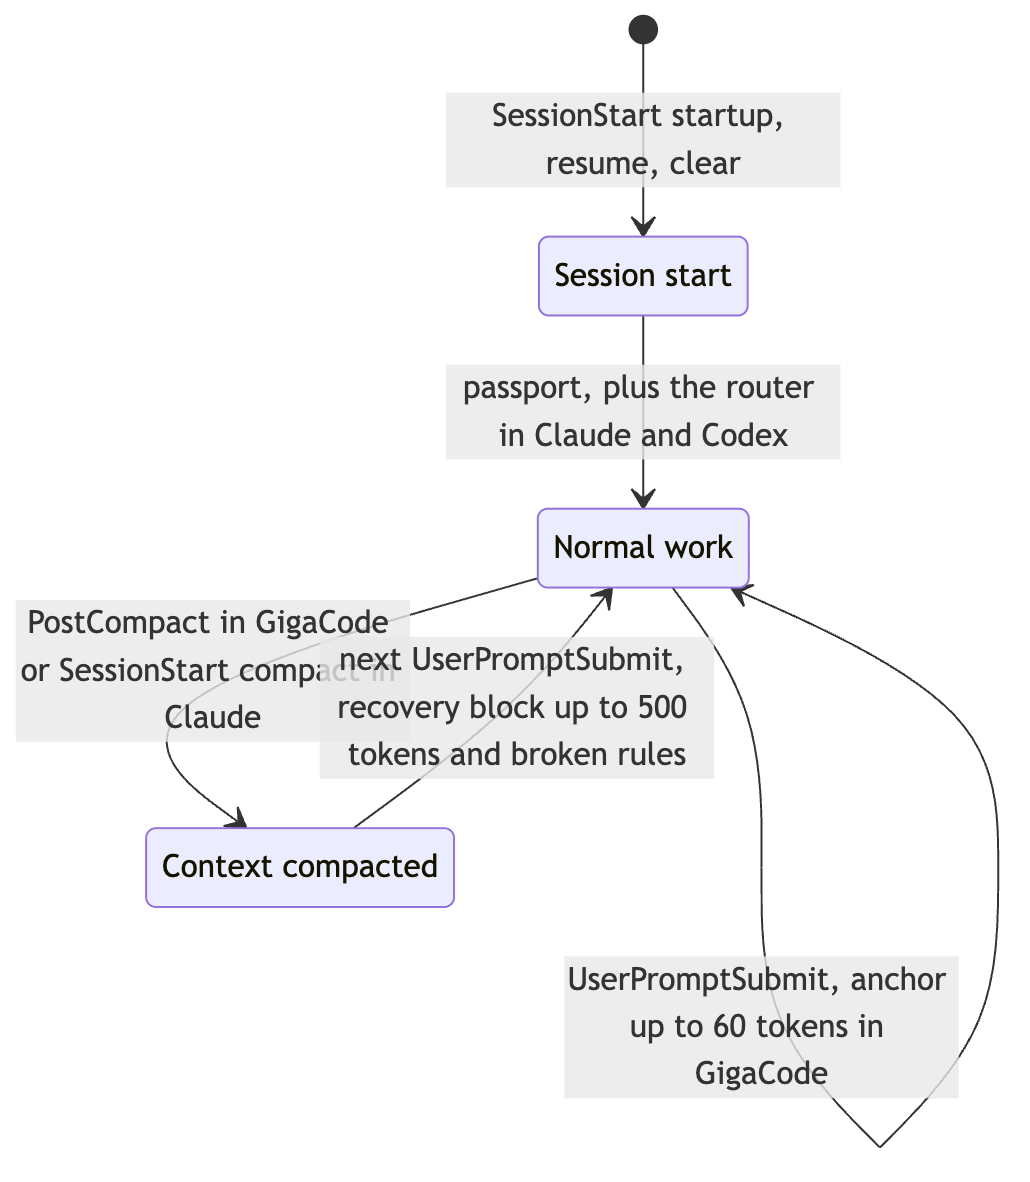 SessionStart startup,
resume, clear
Session start
passport, plus the router
in Claude and Codex
Normal work
PostCompact in GigaCode
or SessionStart compact in
Claude
next UserPromptSubmit,
recovery block up to 500
tokens and broken rules
Context compacted
UserPromptSubmit, anchor
up to 60 tokens in
GigaCode